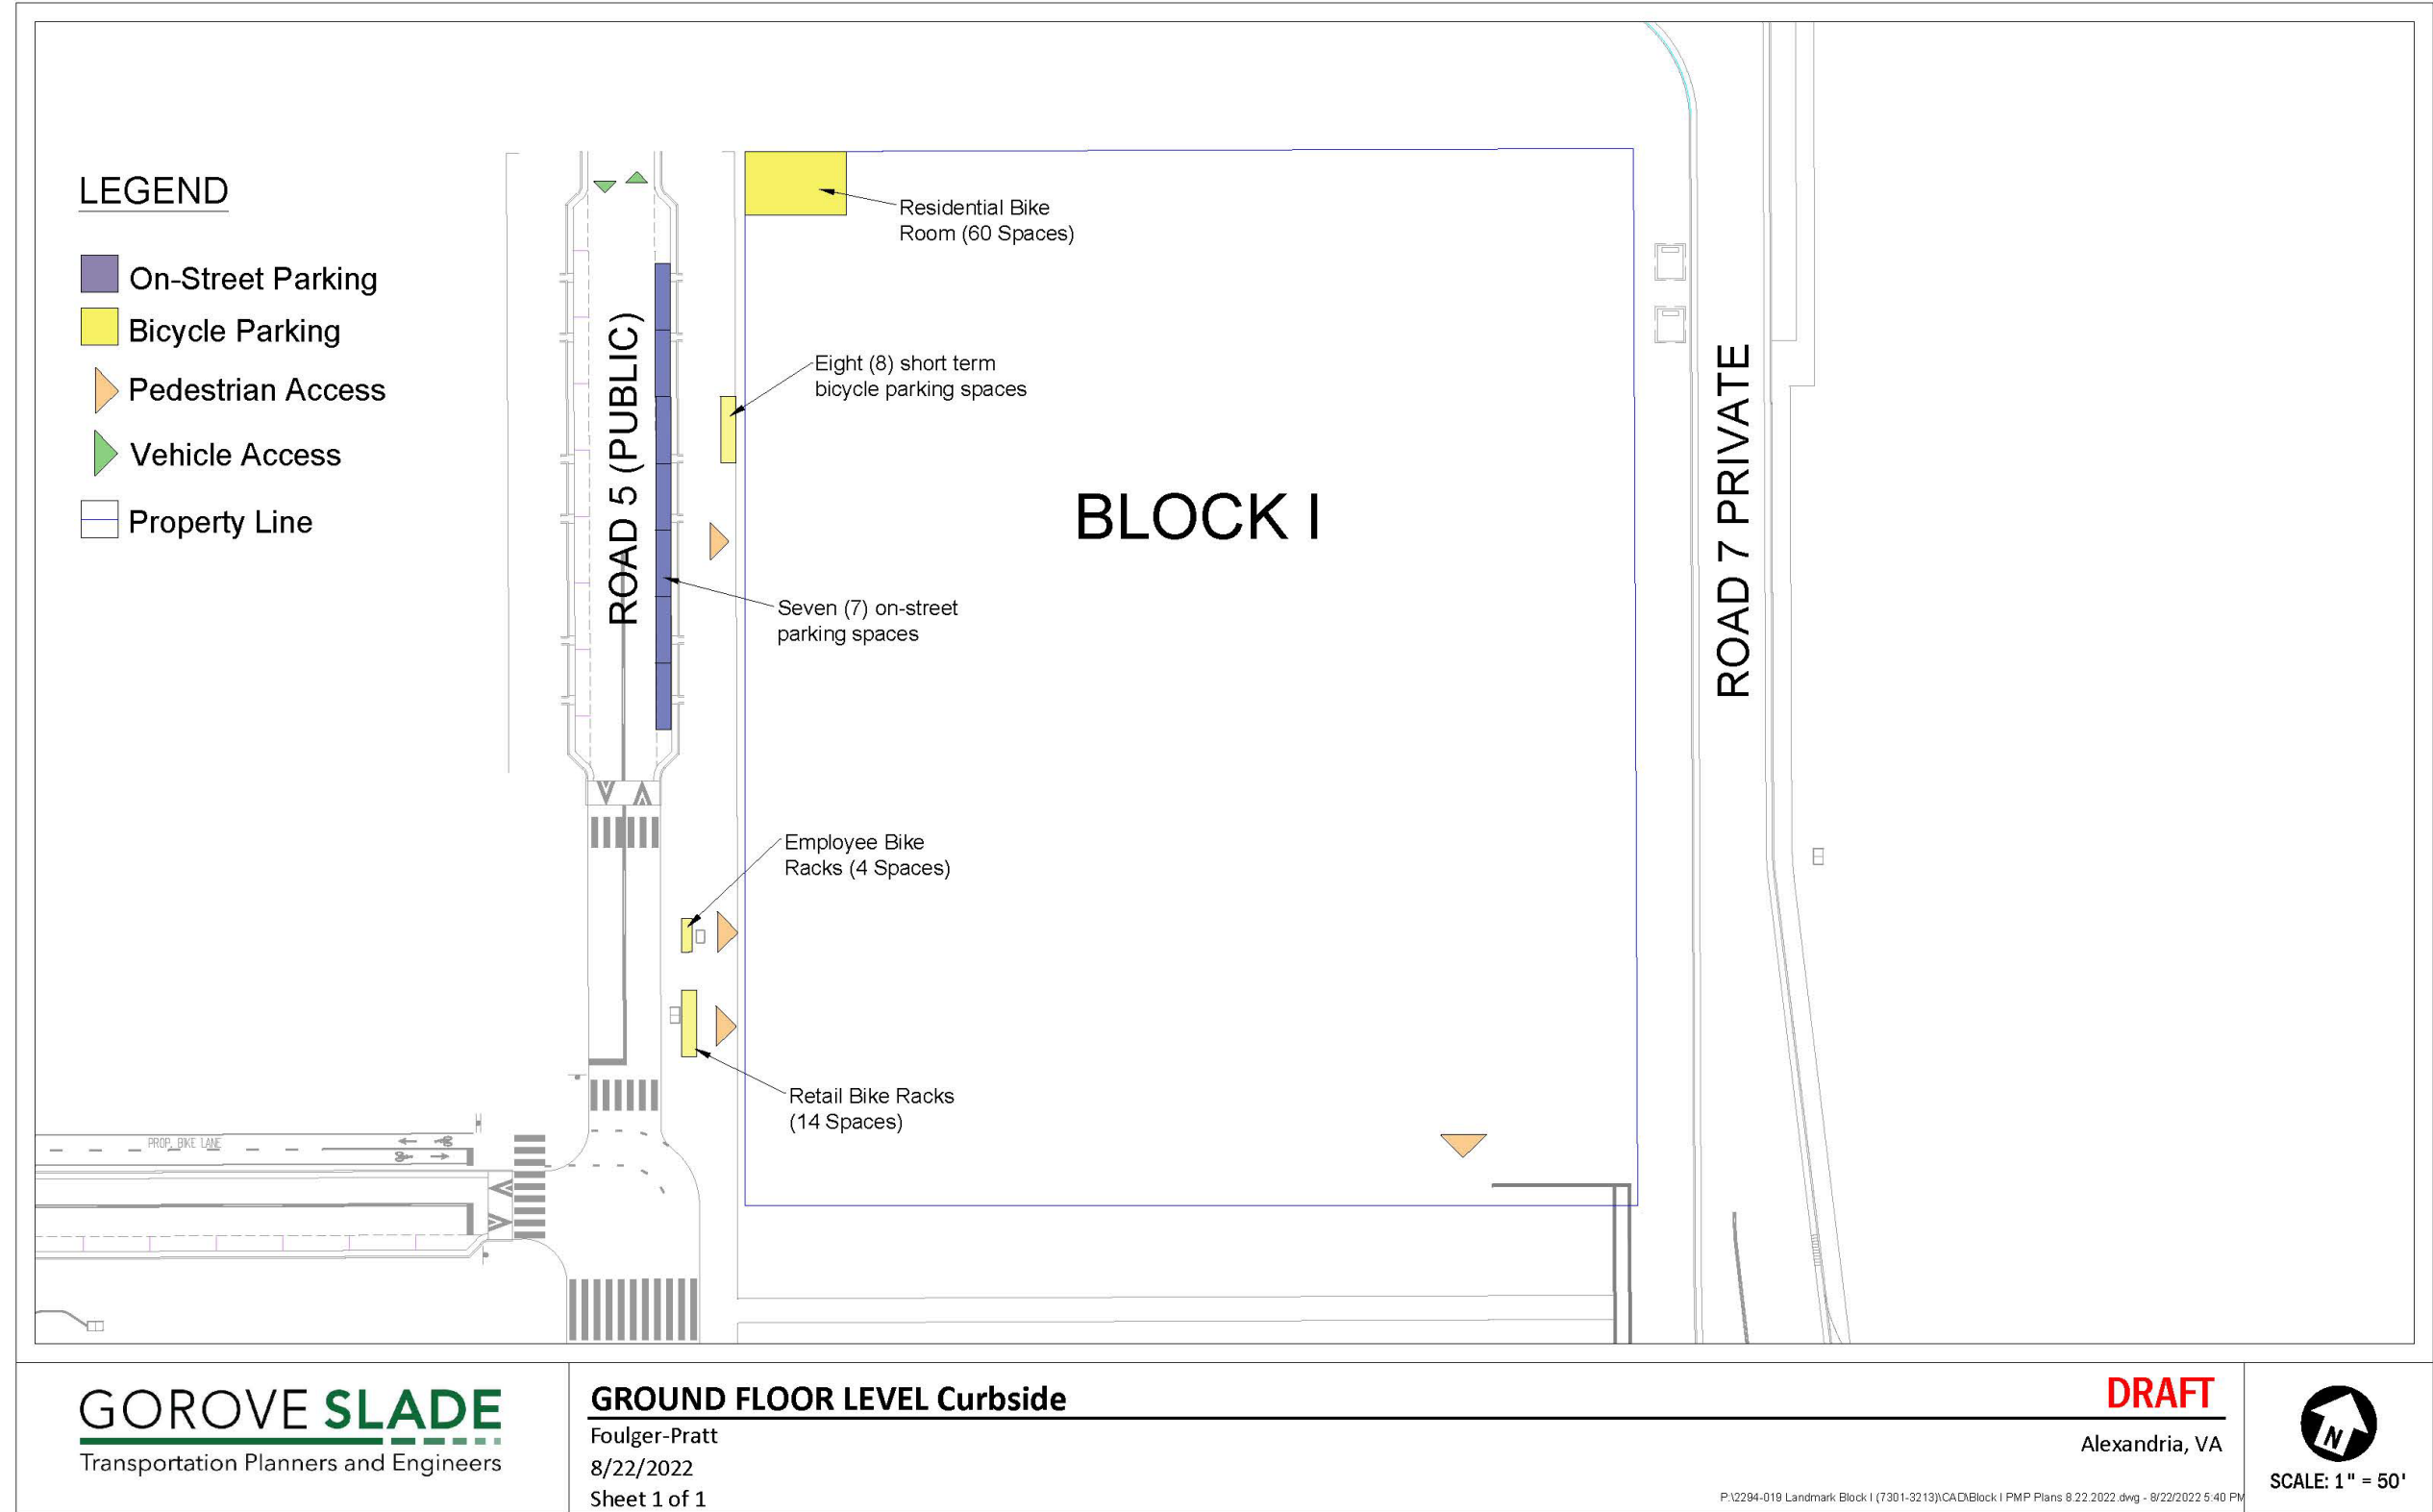 LEGEND
On-Street Parking
Bicycle Parking
Pedestrian Access
Vehicle Access
Property Line
ROAD 5 (PUBLIC)
Residential Bike
Room (60 Spaces)
Eight (8) short term
bicycle parking spaces
BLOCK I
Seven (7) on-street
parking spaces
ROAD 7 PRIVATE
Employee Bike
Racks (4 Spaces)
Retail Bike Racks
(14 Spaces)
PROP. BIKE LANE
GOROVE SLADE
Transportation Planners and Engineers
GROUND FLOOR LEVEL Curbside
Foulger-Pratt
8/22/2022
Sheet 1 of 1
DRAFT
Alexandria, VA
P:\2294-019 Landmark Block I (7301-3213)\CAD\Block I PMP Plans 8.22.2022.dwg - 8/22/2022 5:40 PM
N
SCALE: 1" = 50'